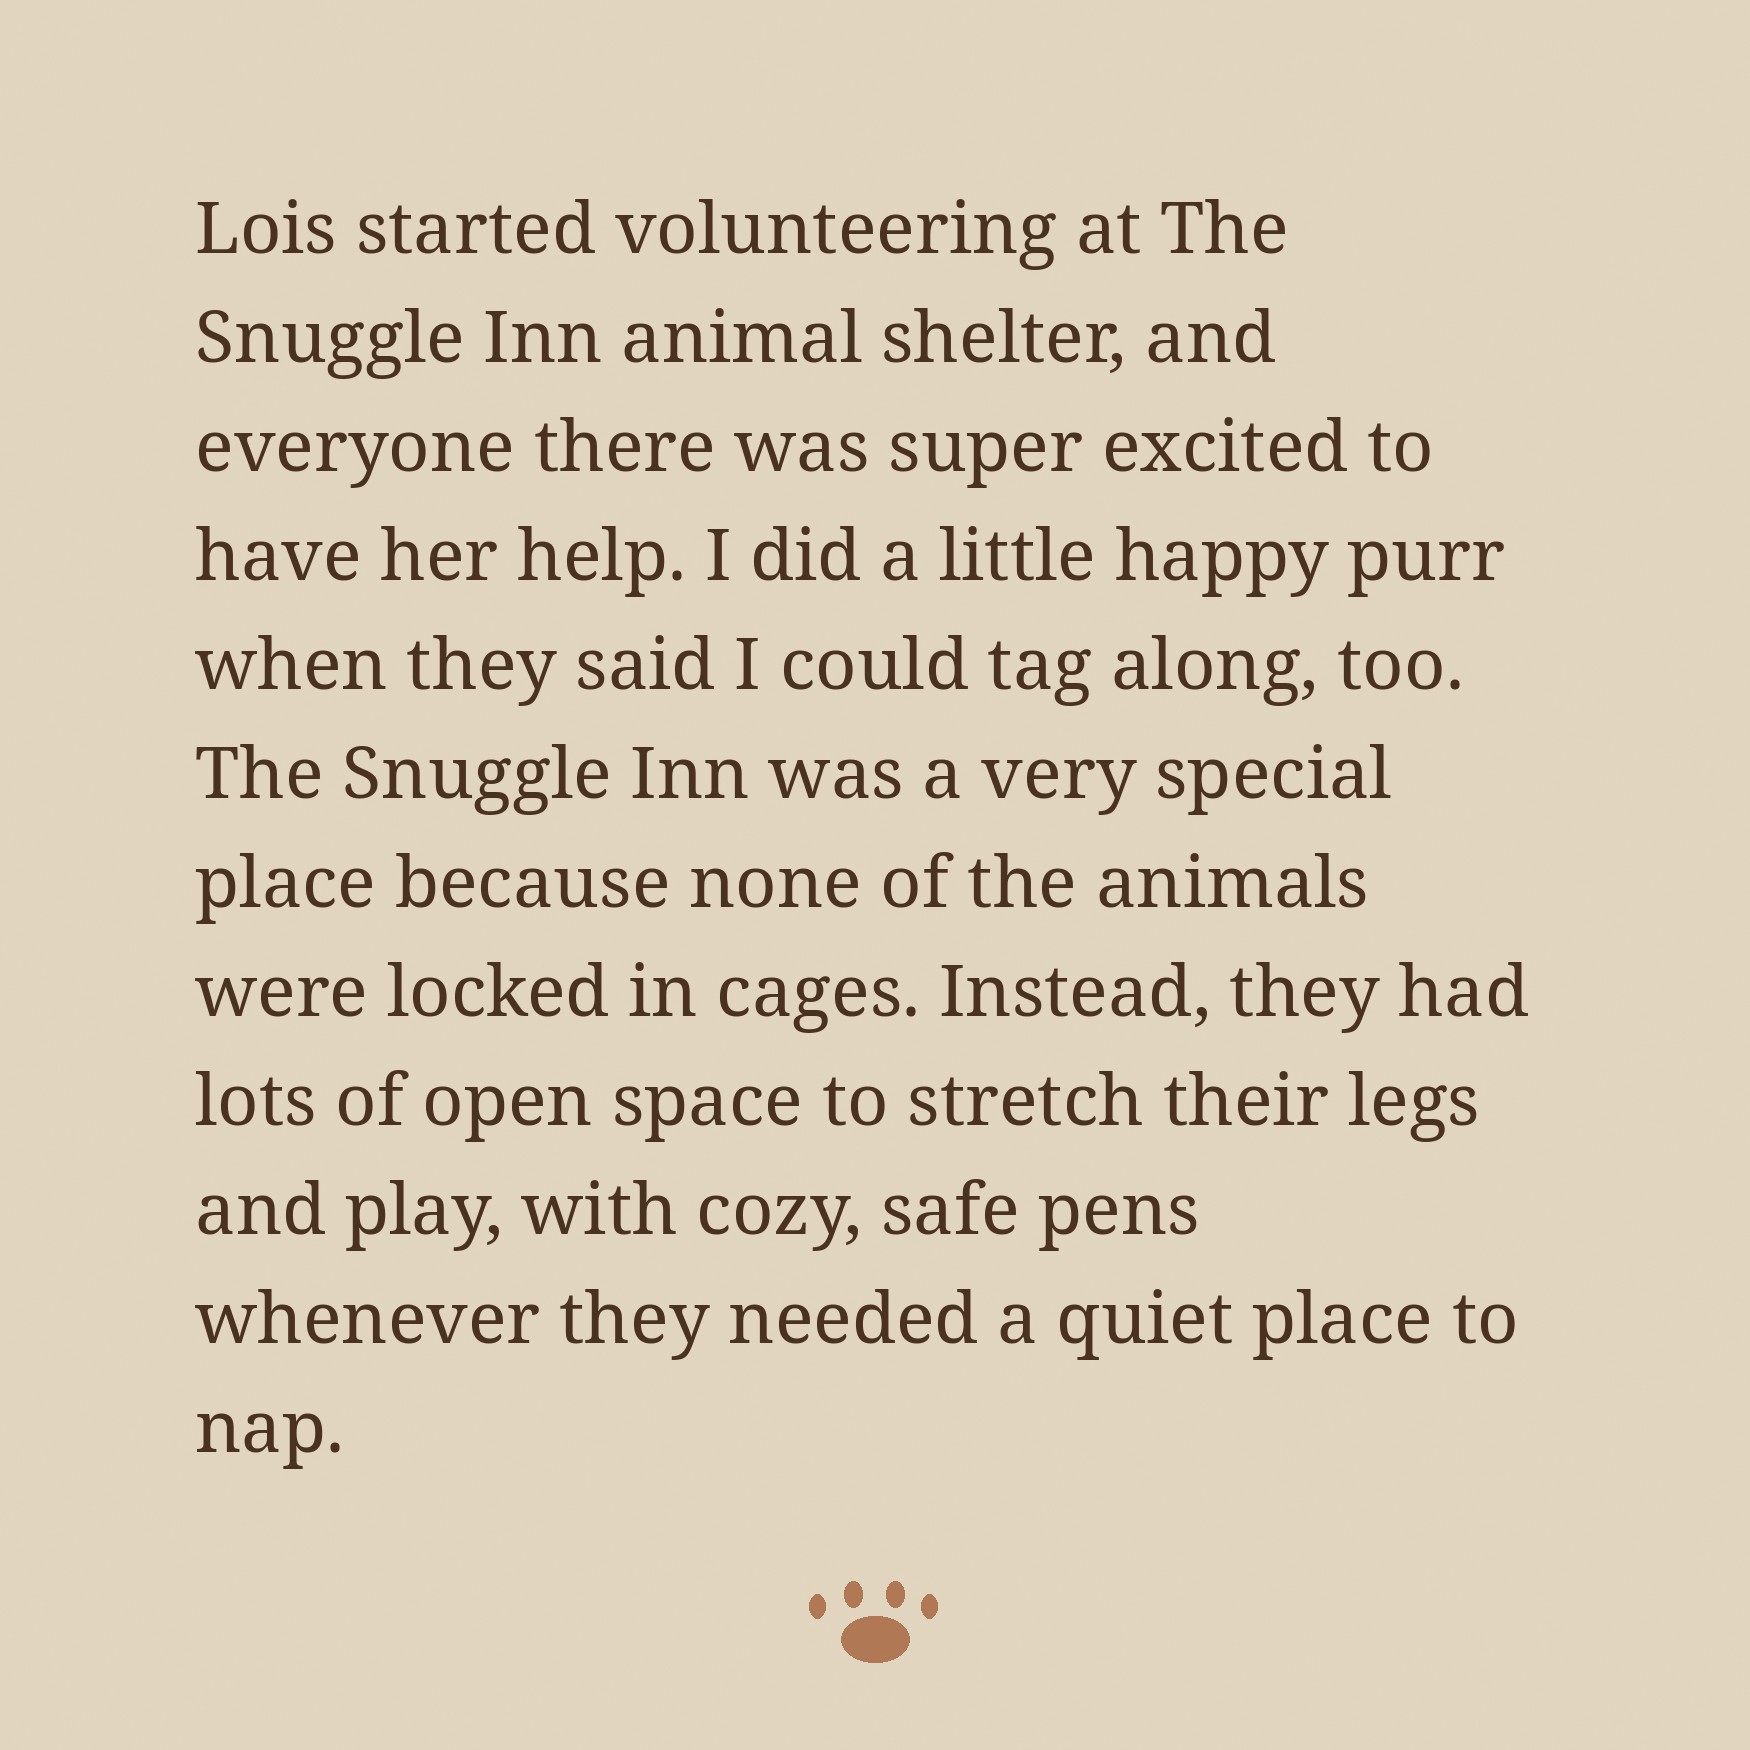 Lois started volunteering at The
Snuggle Inn animal shelter, and
everyone there was super excited to
have her help. I did a little happy purr
when they said I could tag along, too.
The Snuggle Inn was a very special
place because none of the animals
were locked in cages. Instead, they had
lots of open space to stretch their legs
and play, with cozy, safe pens
whenever they needed a quiet place to
nap.